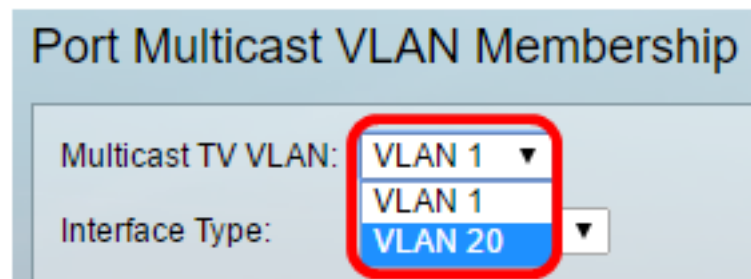 Port Multicast VLAN Membership
Multicast TV VLAN: VLAN 1
VLAN 1
Interface Type: VLAN 20